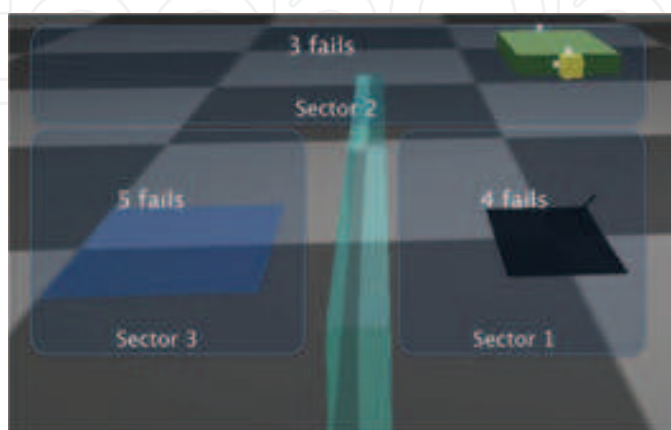 3 fails
Sector 2
5 fails
4 fails
Sector 3
Sector 1